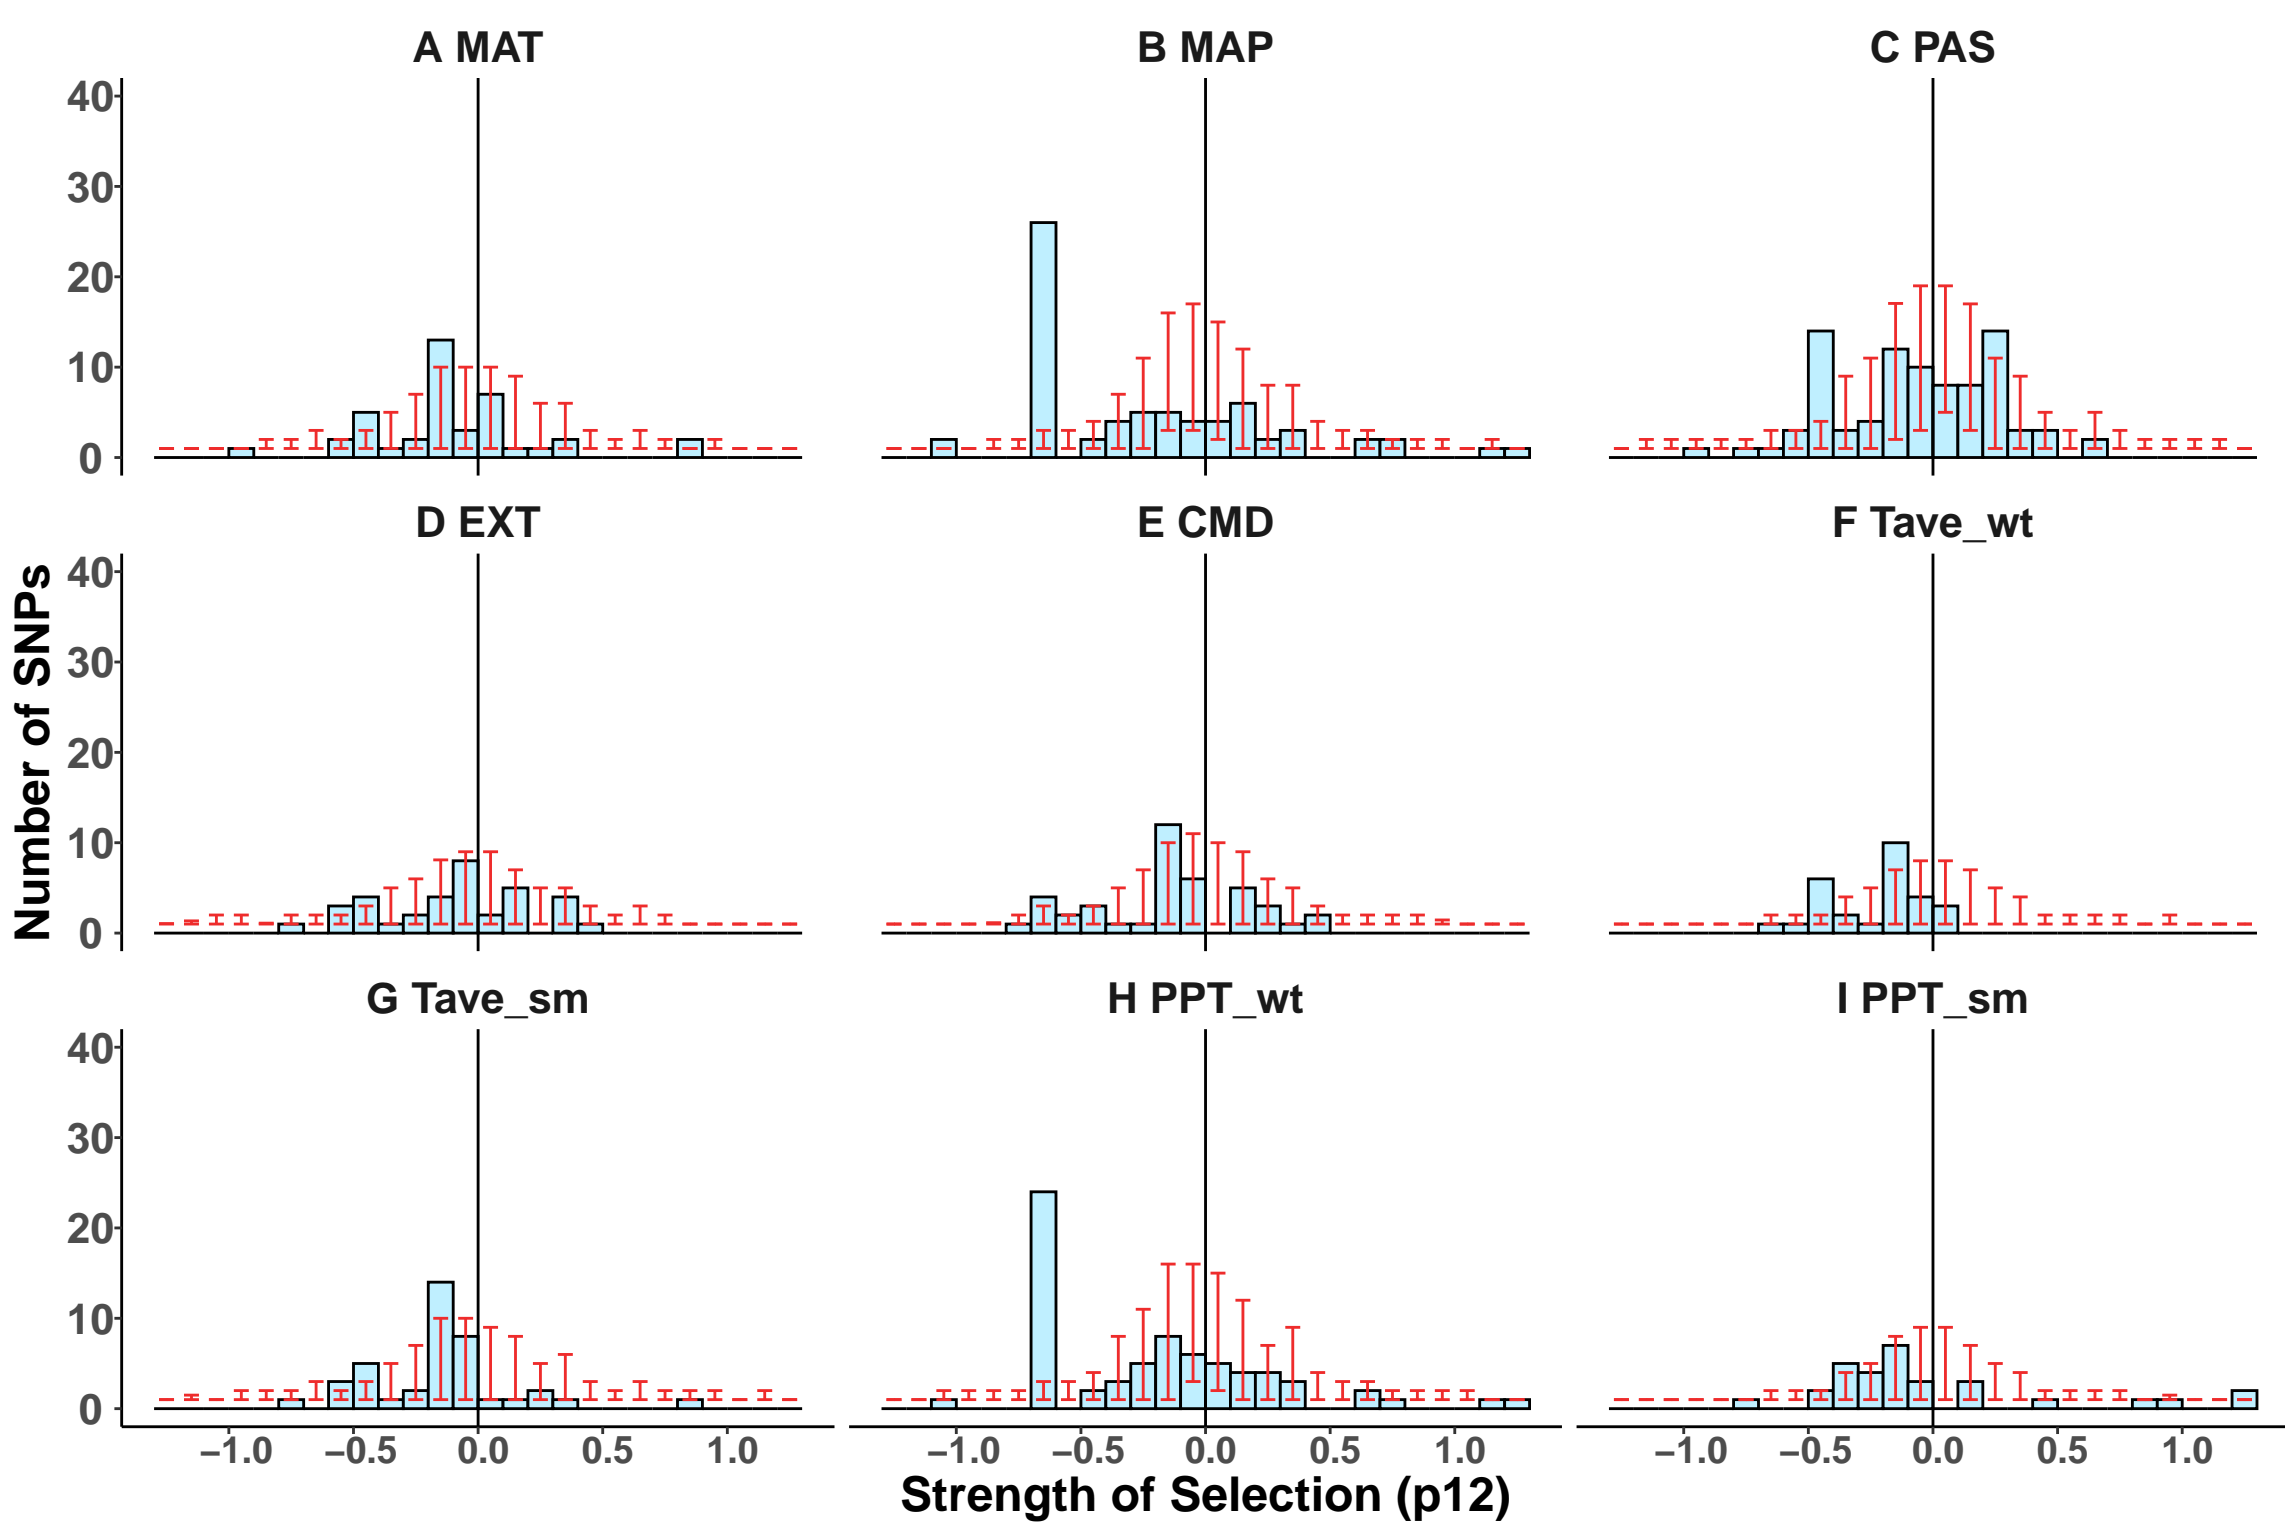 A MAT
B MAP
C PAS
40
30
20
10
0
D EXT
E CMD
F Tave_wt
40
30
20
10
0
Number of SNPs
G Tave_sm
H PPT_wt
I PPT_sm
40
30
20
10
0
−1.0 −0.5 0.0 0.5 1.0
−1.0 −0.5 0.0 0.5 1.0
−1.0 −0.5 0.0 0.5 1.0
Strength of Selection (p12)